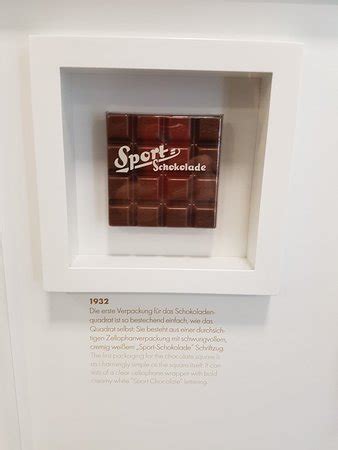 Sport-
Schokolade
1932
Die erste Verpackung für das Schokoladen-
quadrat ist so bestechend einfach, wie das
Quadrat selbst. Sie besteht aus einer durchsich-
tigen Zellophanverpackung mit schwungvollem,
cremig weißem „Sport-Schokolade" Schriftzug.
The first packaging for the chocolate square is
as charmingly simple as the square itself. It con-
sists of a clear cellophane wrapper with bold
creamy white "Sport Chocolate" lettering.